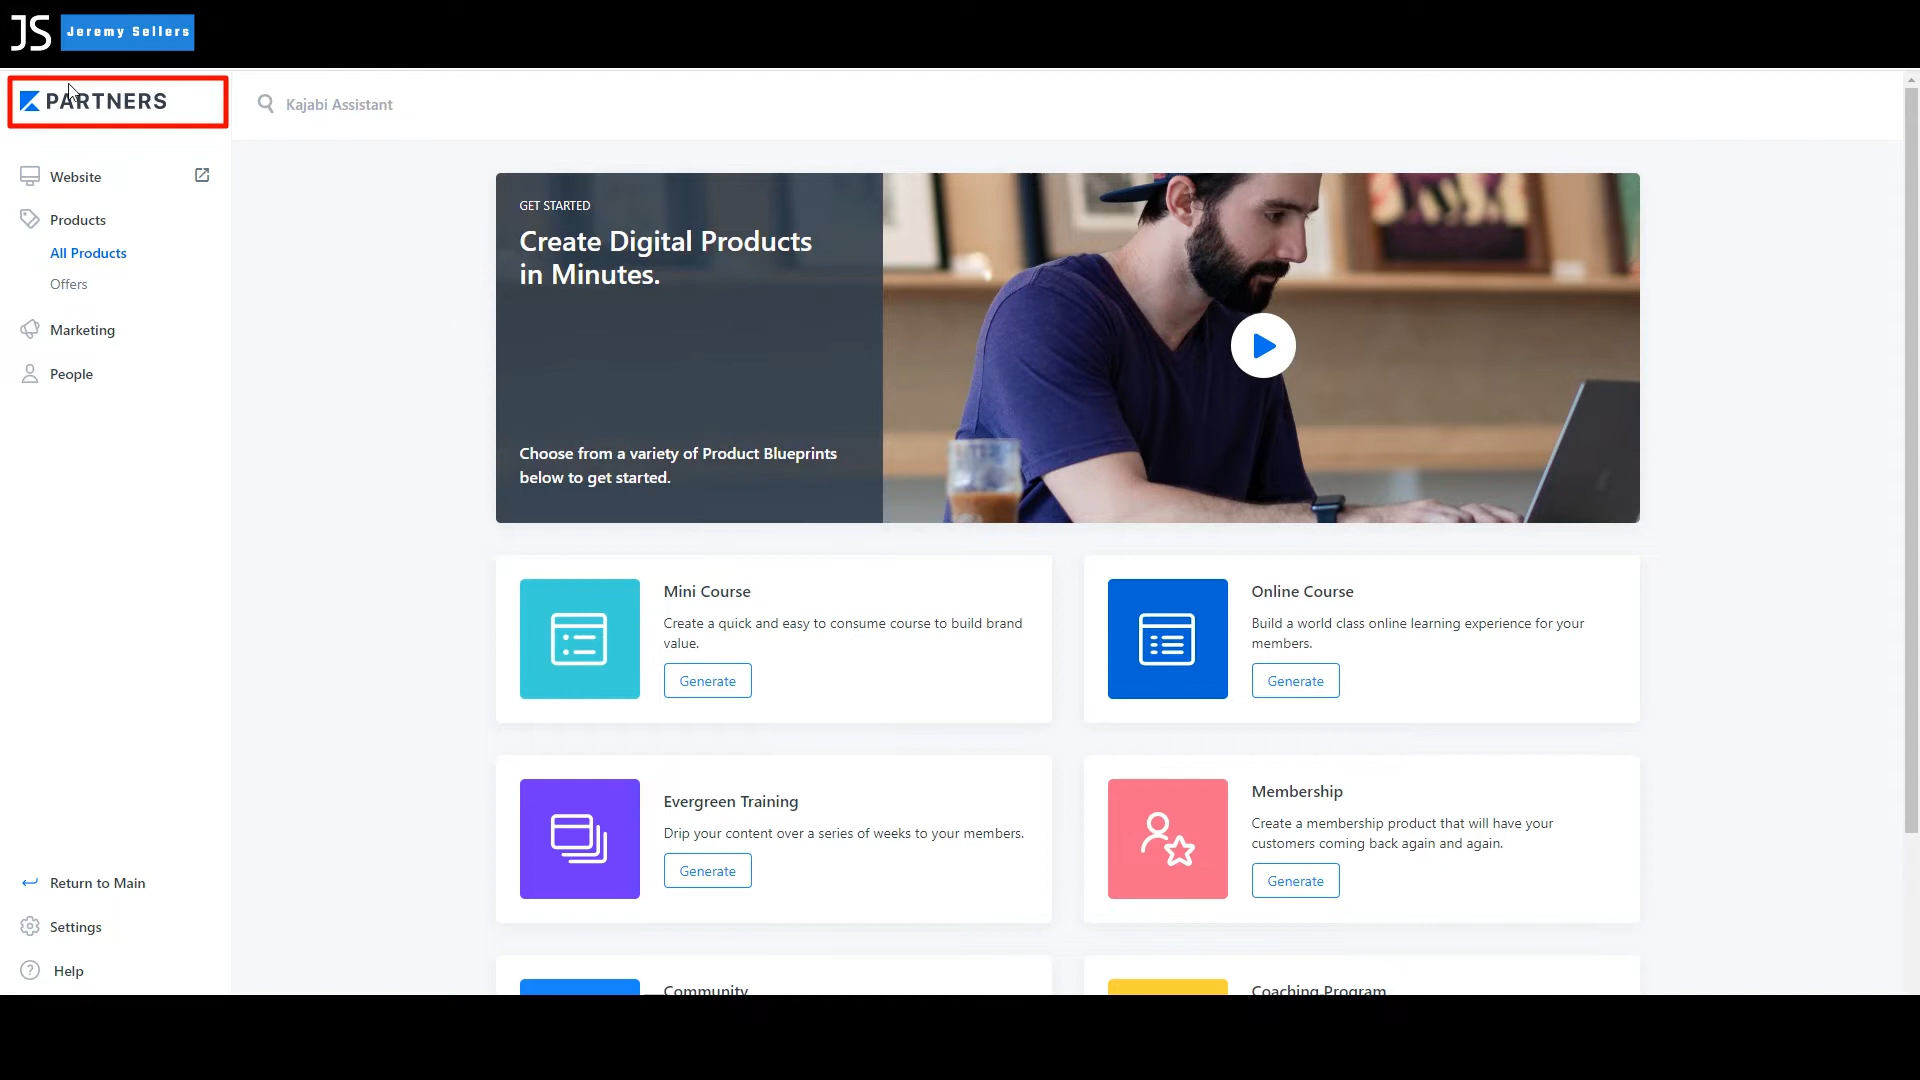 JS Jeremy Sellers
PARTNERS
Kajabi Assistant
Website
Products
All Products
Offers
Marketing
People
Return to Main
Settings
? Help
GET STARTED
Create Digital Products
in Minutes.
Choose from a variety of Product Blueprints
below to get started.
Mini Course
Create a quick and easy to consume course to build brand
value.
Generate
Online Course
Build a world class online learning experience for your
members.
Generate
Evergreen Training
Drip your content over a series of weeks to your members.
Generate
Membership
Create a membership product that will have your
customers coming back again and again.
Generate
Community
Coaching Program